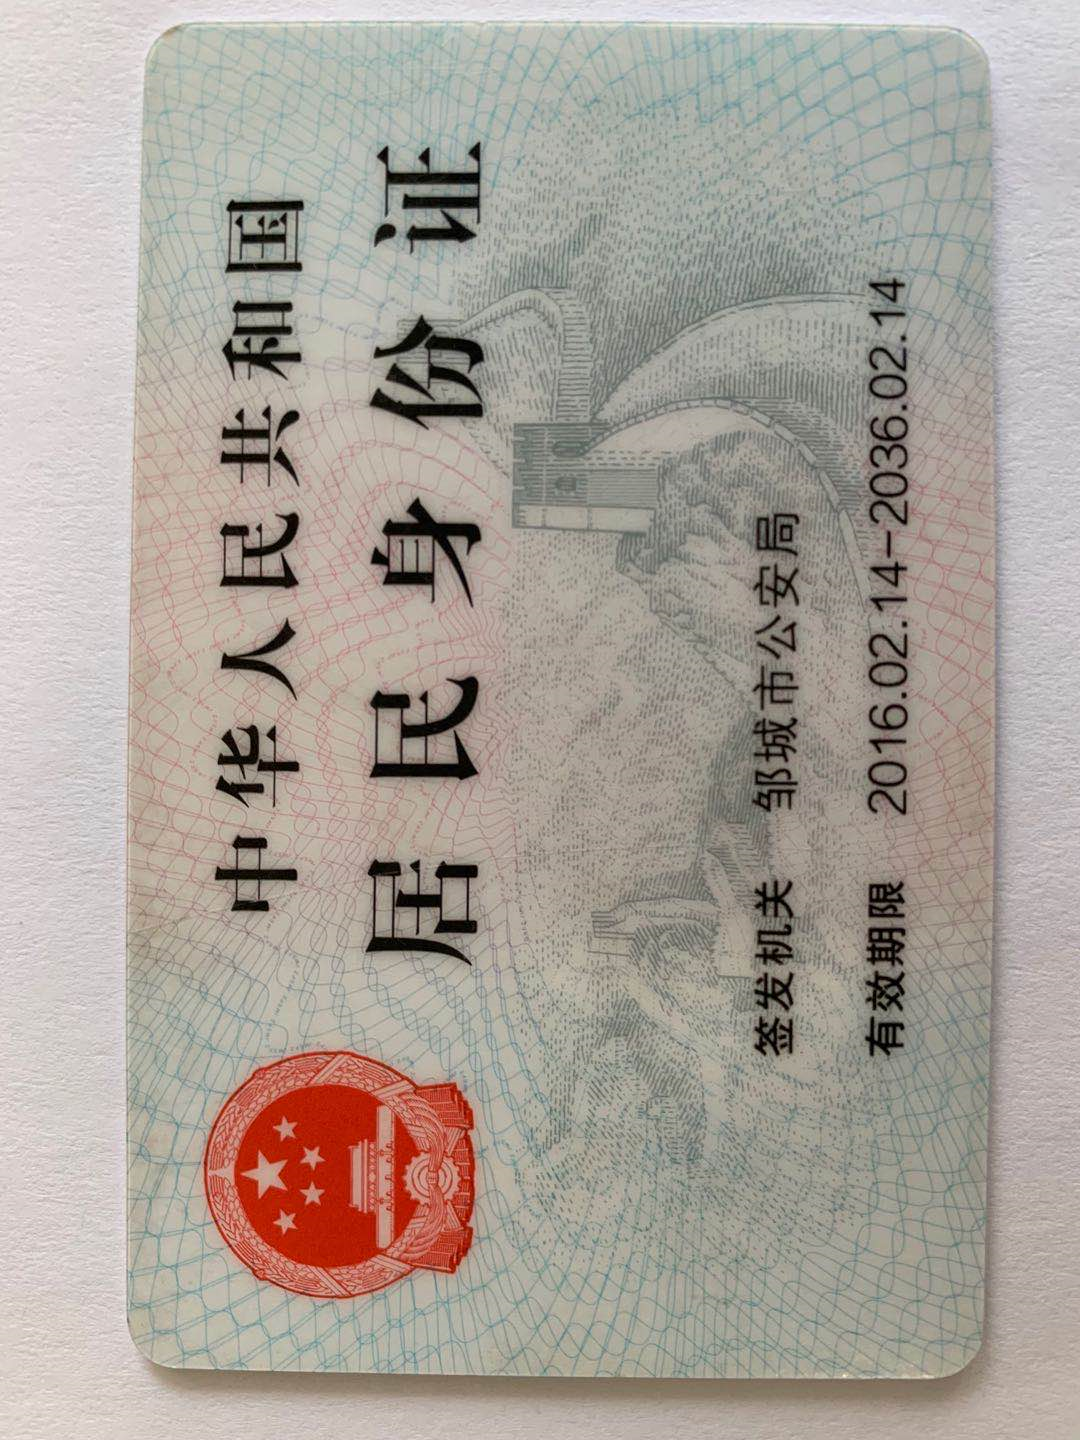 中华人民共和国
居民身份证
签发机关 邹城市公安局
有效期限 2016.02.14-2036.02.14